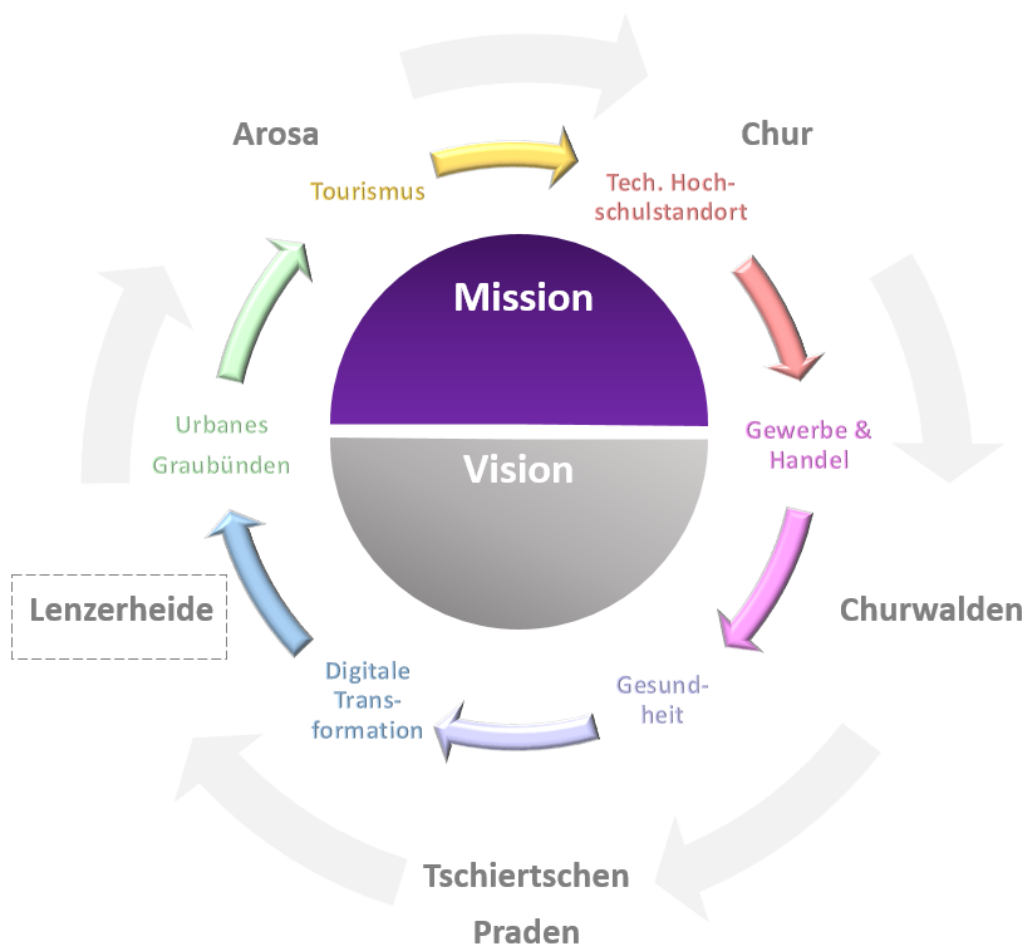 Arosa
Chur
Tourismus
Tech. Hoch-
schulstandort
Mission
Urbanes
Graubünden
Gewerbe &
Handel
Vision
Lenzerheide
Churwalden
Digitale
Trans-
formation
Gesund-
heit
Tschiertschen
Praden